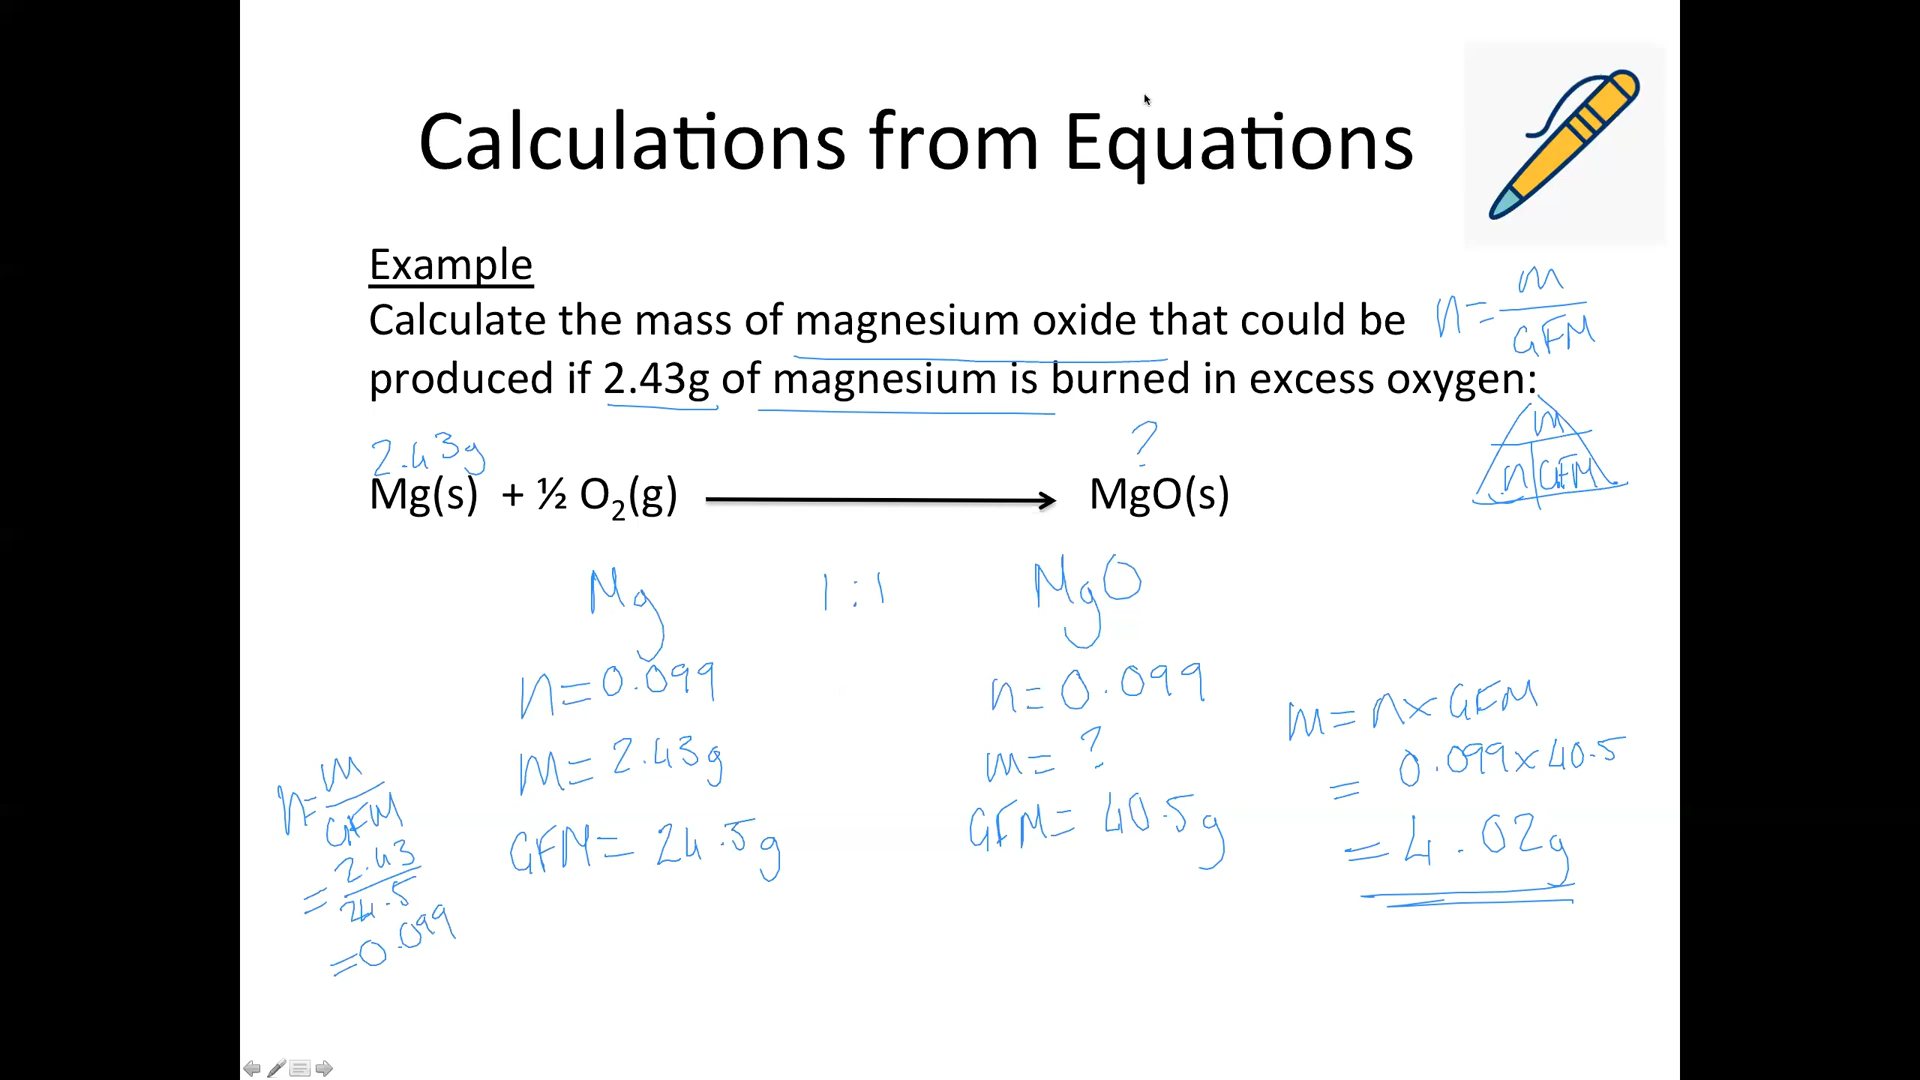 Calculations from Equations
Example
Calculate the mass of magnesium oxide that could be
produced if 2.43g of magnesium is burned in excess oxygen:
n = m / GFM
m
n | GFM
2.43g
?
Mg(s) + ½ O₂(g) ⟶ MgO(s)
Mg 1:1 MgO
n = 0.099
m = 2.43g
GFM = 24.5g
n = m / GFM
= 2.43 / 24.5
= 0.099
n = 0.099
m = ?
GFM = 40.5g
m = n × GFM
= 0.099 × 40.5
= 4.02g